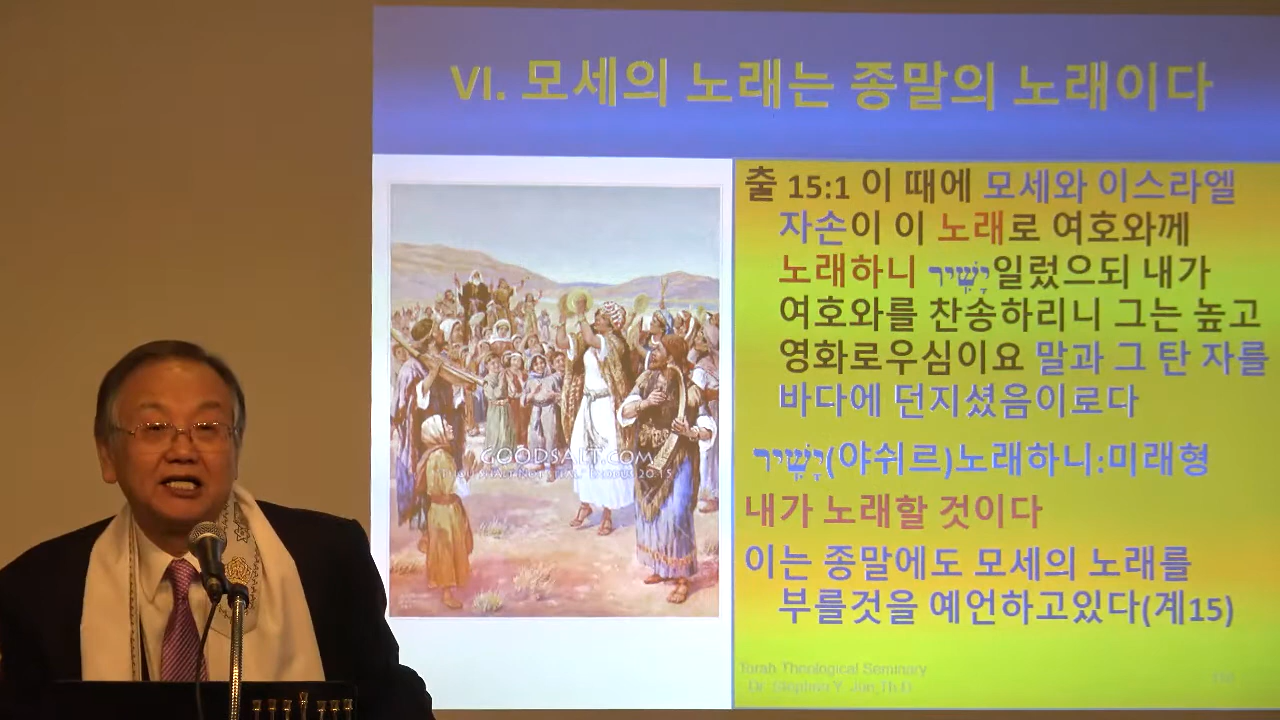 VI. 모세의 노래는 종말의 노래이다
출 15:1 이 때에 모세와 이스라엘
자손이 이 노래로 여호와께
노래하니 יָשִׁיר일렀으되 내가
여호와를 찬송하리니 그는 높고
영화로우심이요 말과 그 탄 자를
바다에 던지셨음이로다
יָשִׁיר(야쉬르)노래하니:미래형
내가 노래할 것이다
이는 종말에도 모세의 노래를
부를것을 예언하고있다(계15)
GOODSALT.COM
EXODUS 20:15
Torah Theological Seminary
Dr. Stephen Y.